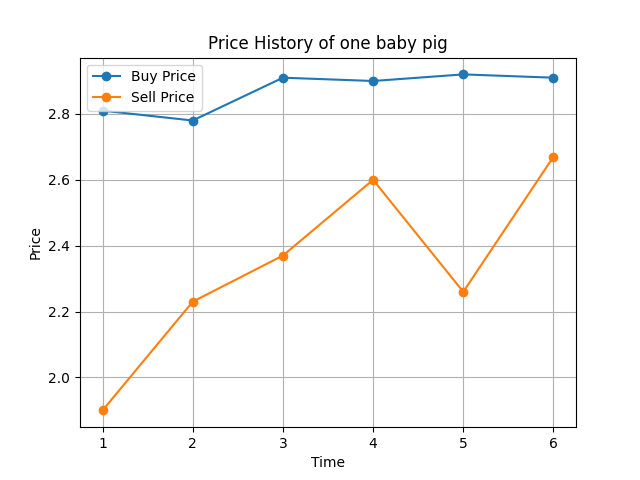 Price History of one baby pig
Buy Price
Sell Price
2.8
2.6
2.4
2.2
2.0
Price
1 2 3 4 5 6
Time